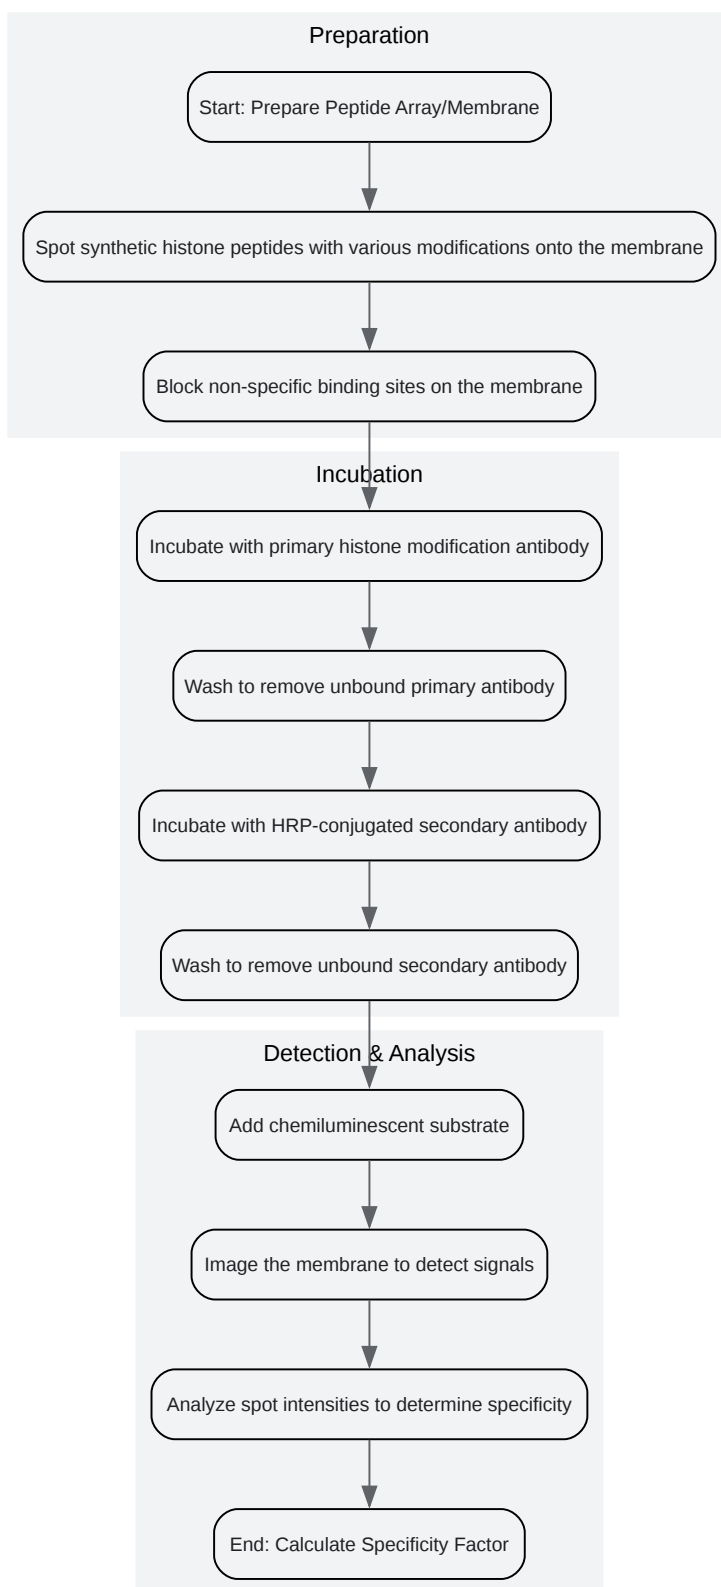 Preparation
Start: Prepare Peptide Array/Membrane
Spot synthetic histone peptides with various modifications onto the membrane
Block non-specific binding sites on the membrane
Incubation
Incubate with primary histone modification antibody
Wash to remove unbound primary antibody
Incubate with HRP-conjugated secondary antibody
Wash to remove unbound secondary antibody
Detection & Analysis
Add chemiluminescent substrate
Image the membrane to detect signals
Analyze spot intensities to determine specificity
End: Calculate Specificity Factor